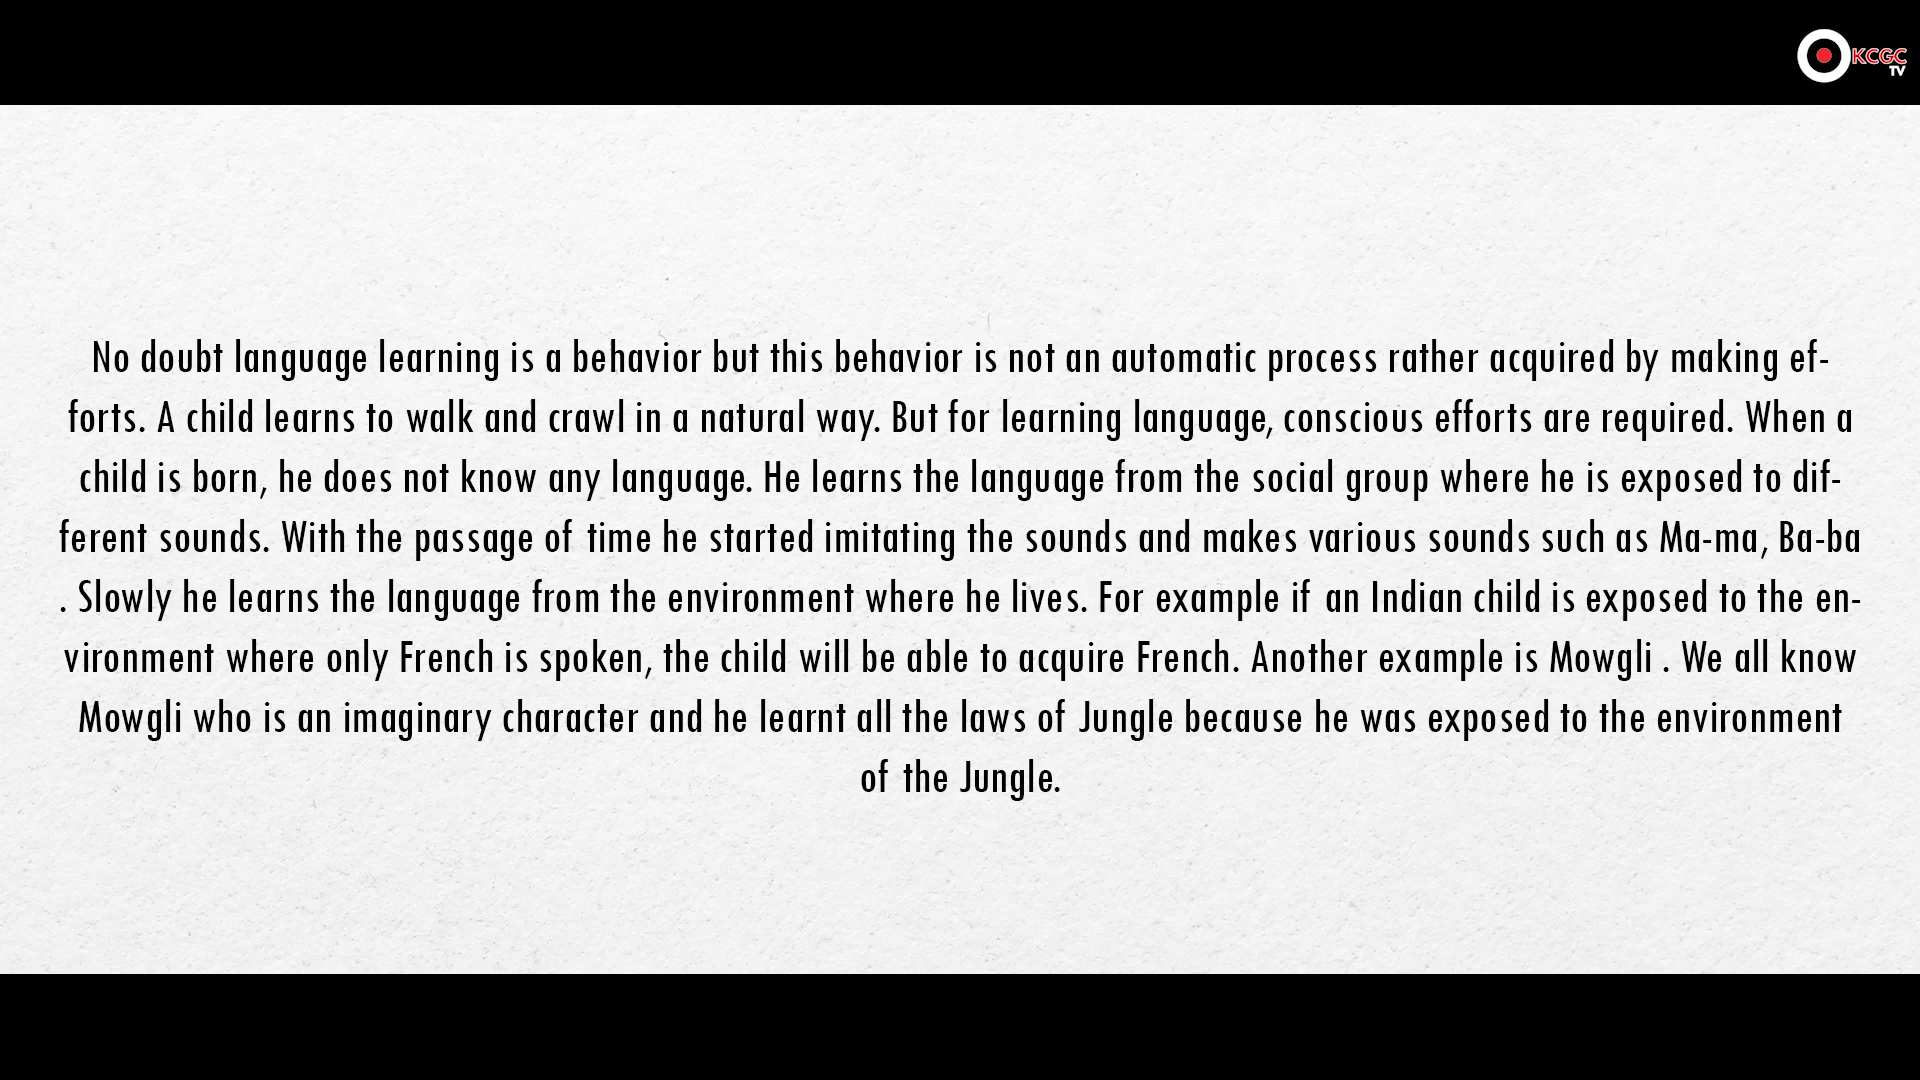 KCGC
TV
No doubt language learning is a behavior but this behavior is not an automatic process rather acquired by making ef-
forts. A child learns to walk and crawl in a natural way. But for learning language, conscious efforts are required. When a
child is born, he does not know any language. He learns the language from the social group where he is exposed to dif-
ferent sounds. With the passage of time he started imitating the sounds and makes various sounds such as Ma-ma, Ba-ba
. Slowly he learns the language from the environment where he lives. For example if an Indian child is exposed to the en-
vironment where only French is spoken, the child will be able to acquire French. Another example is Mowgli . We all know
Mowgli who is an imaginary character and he learnt all the laws of Jungle because he was exposed to the environment
of the Jungle.